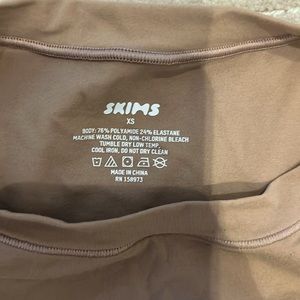 SKIMS
XS
BODY: 76% POLYAMIDE 24% ELASTANE
MACHINE WASH COLD, NON-CHLORINE BLEACH
TUMBLE DRY LOW TEMP,
COOL IRON, DO NOT DRY CLEAN
MADE IN CHINA
RN 158973